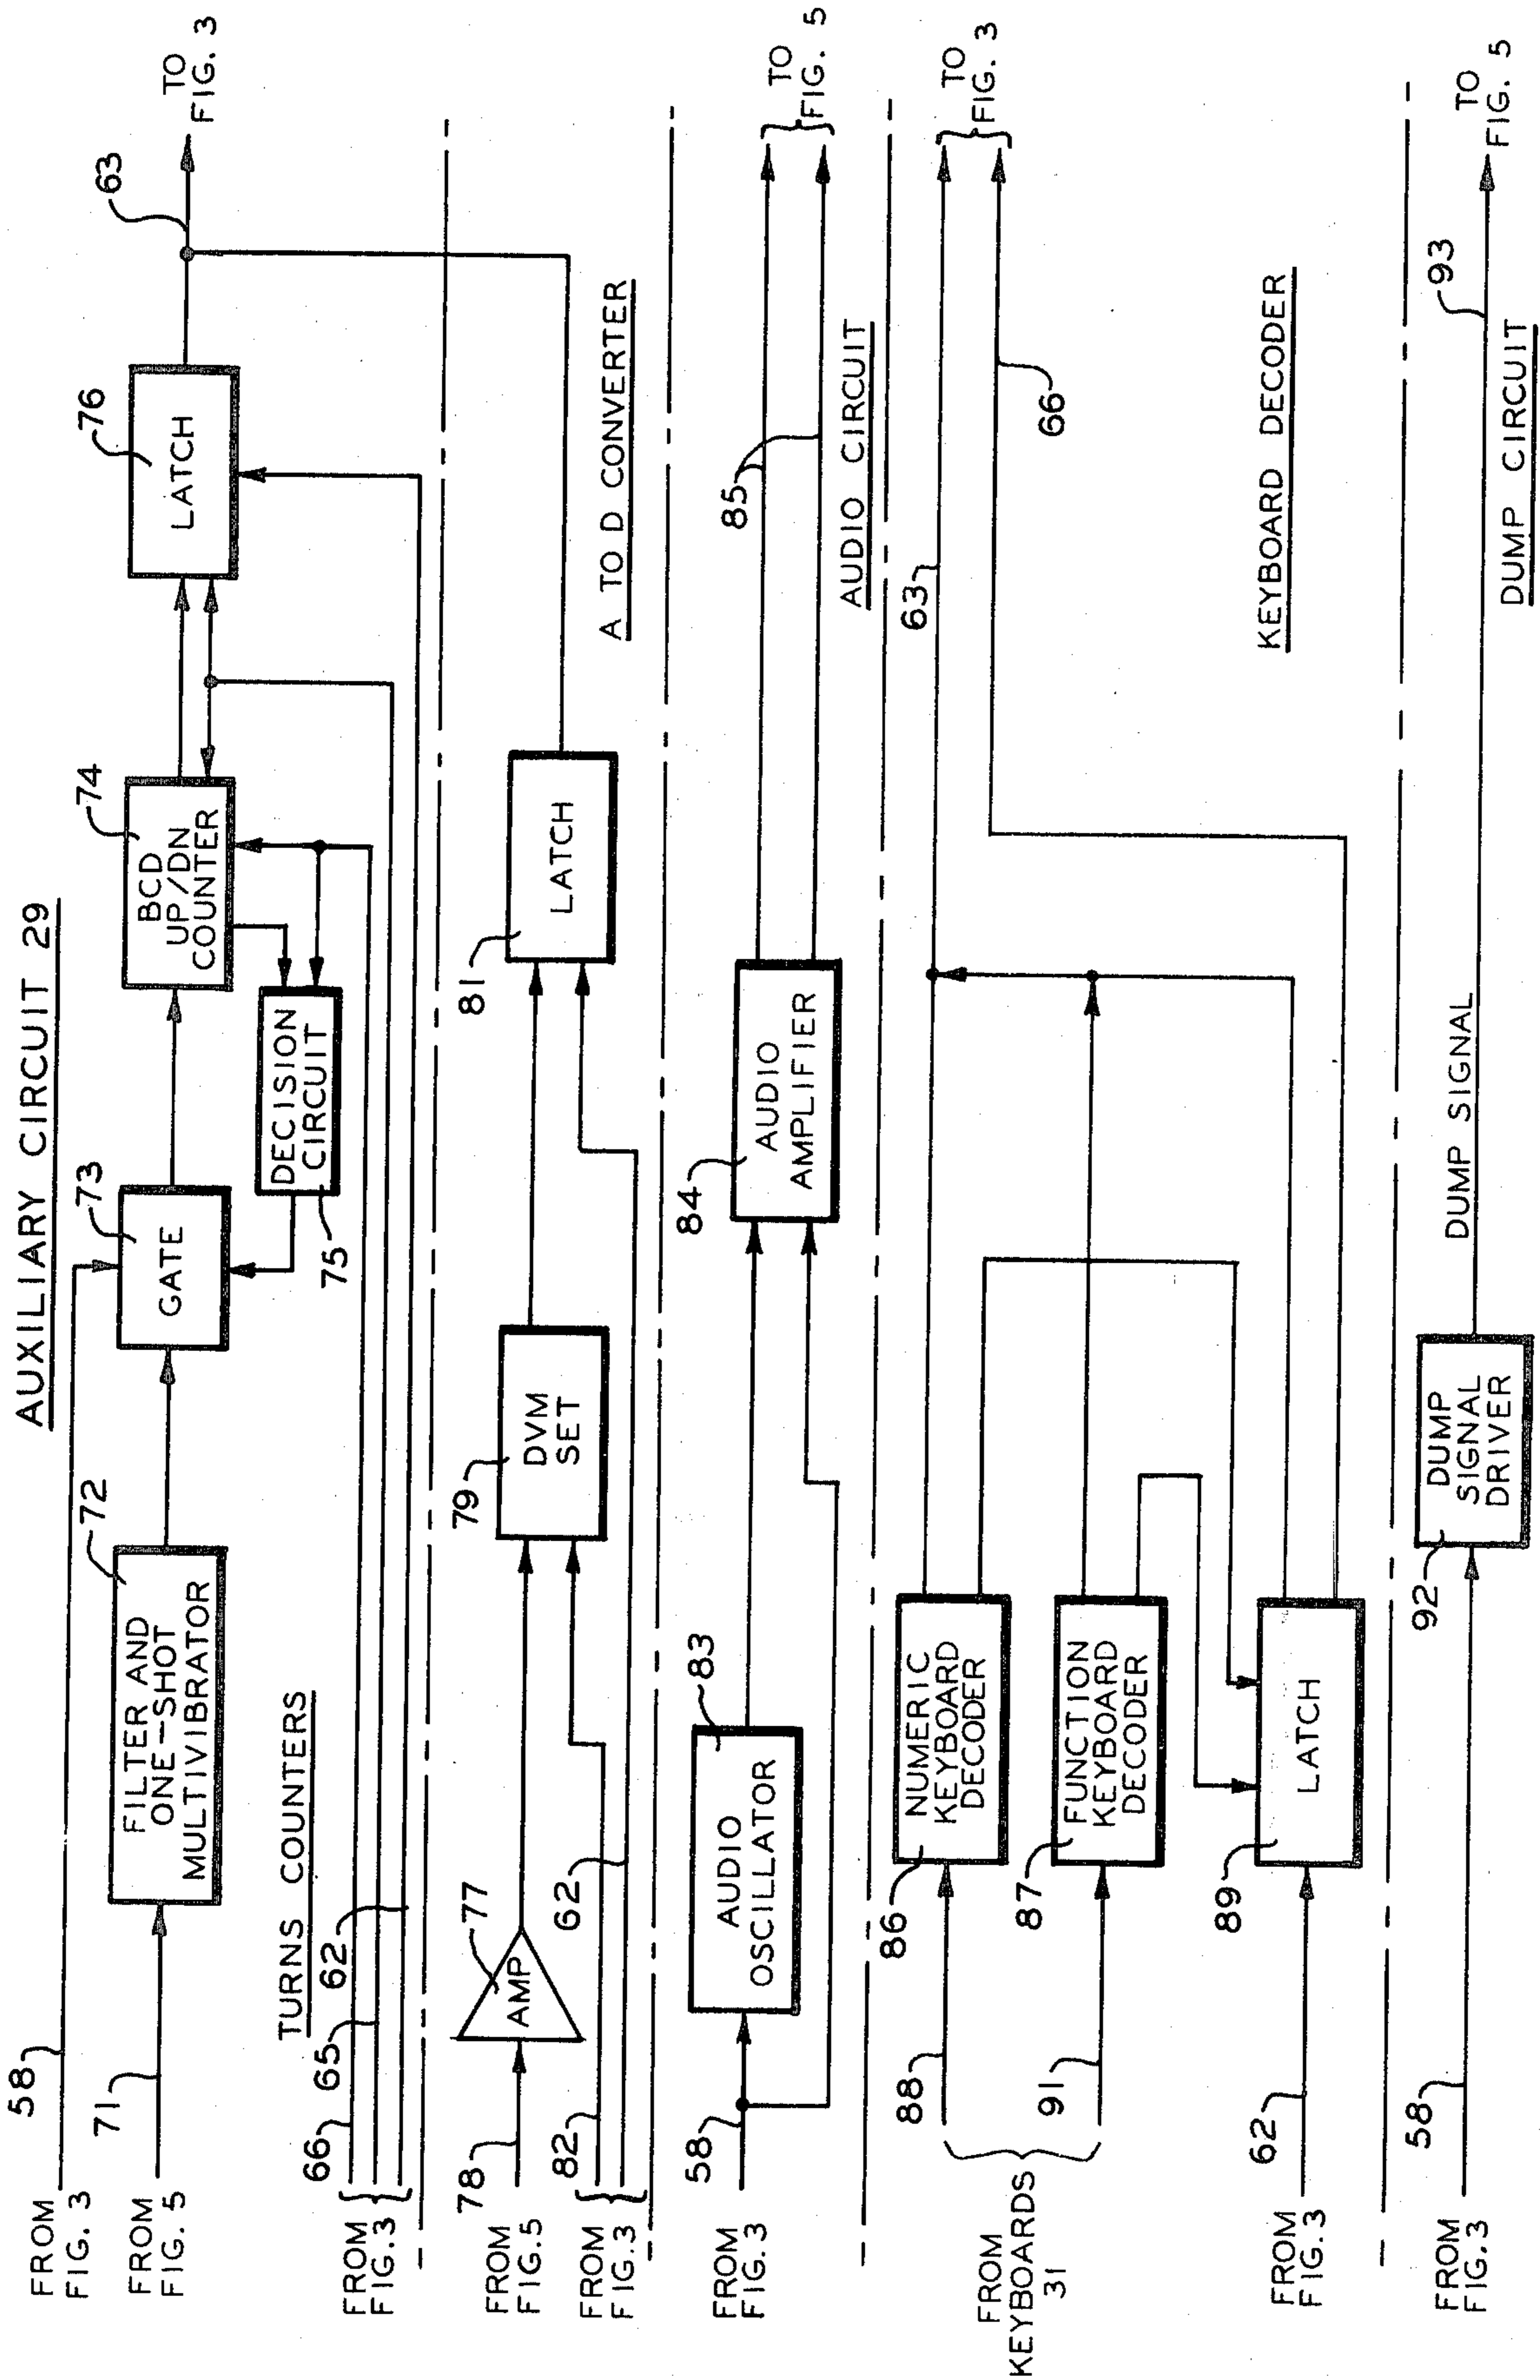 AUXILIARY CIRCUIT 29
FROM
FIG. 3
58
FROM
FIG. 5
71
FILTER AND
ONE-SHOT
MULTIVIBRATOR
72
GATE
73
BCD
UP/DN
COUNTER
74
DECISION
CIRCUIT
75
LATCH
76
63
TO
FIG. 3
TURNS COUNTERS
FROM
FIG.3
66
65
62
FROM
FIG.5
78
AMP
77
DVM
SET
79
LATCH
81
FROM
FIG.3
82
62
A TO D CONVERTER
FROM
FIG.3
58
AUDIO
OSCILLATOR
83
AUDIO
AMPLIFIER
84
85
TO
FIG. 5
AUDIO CIRCUIT
FROM
KEYBOARDS
31
88
NUMERIC
KEYBOARD
DECODER
86
63
TO
FIG. 3
91
FUNCTION
KEYBOARD
DECODER
87
66
FROM
FIG.3
62
LATCH
89
KEYBOARD DECODER
FROM
FIG.3
58
DUMP
SIGNAL
DRIVER
92
DUMP SIGNAL
93
TO
FIG. 5
DUMP CIRCUIT